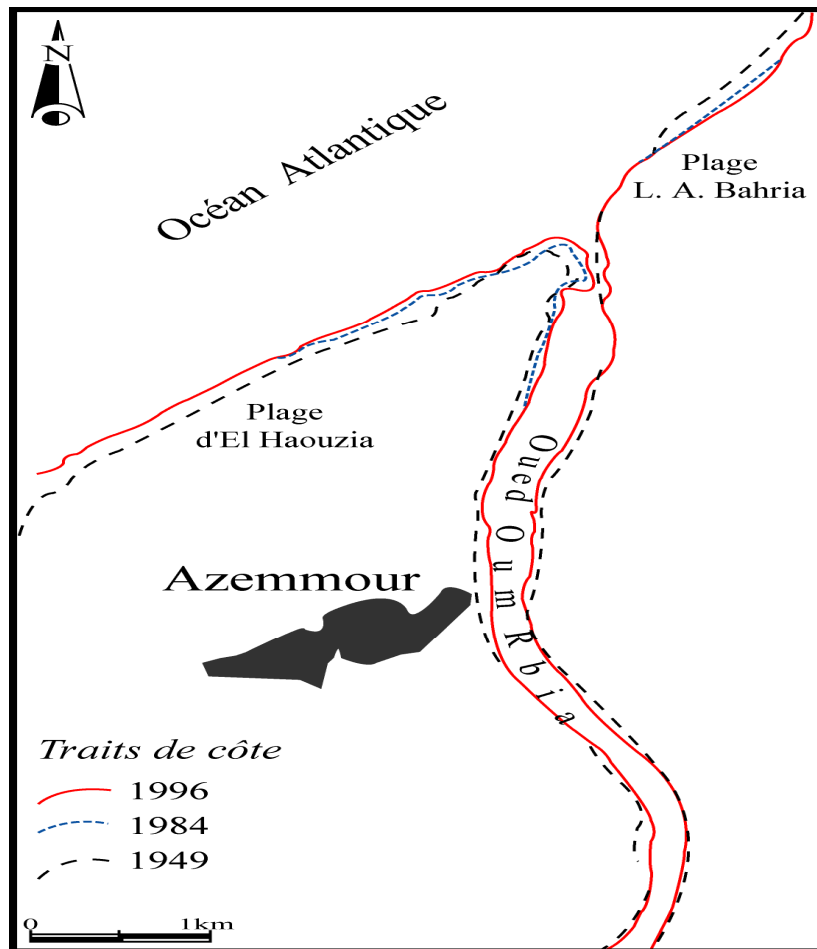 N
Océan Atlantique
Plage
L. A. Bahria
Plage
d'El Haouzia
Oued Oum Rbia
Azemmour
Traits de côte
1996
1984
1949
0 1km